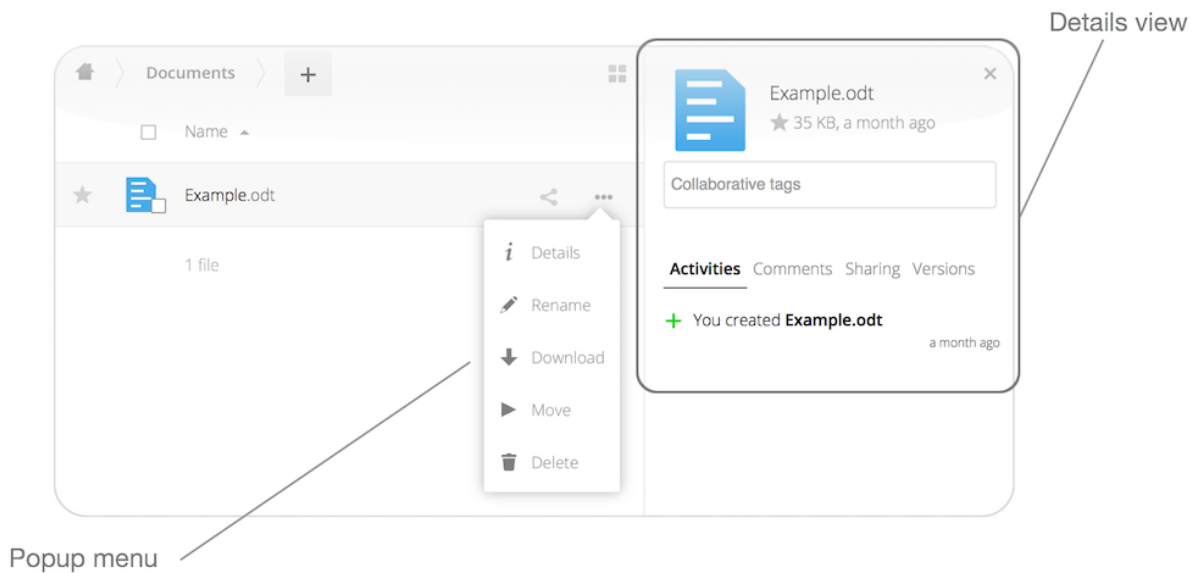 Details view
Documents
Example.odt
35 KB, a month ago
Name
Example.odt
Collaborative tags
1 file
Details
Rename
Download
Move
Delete
Activities Comments Sharing Versions
You created Example.odt
a month ago
Popup menu